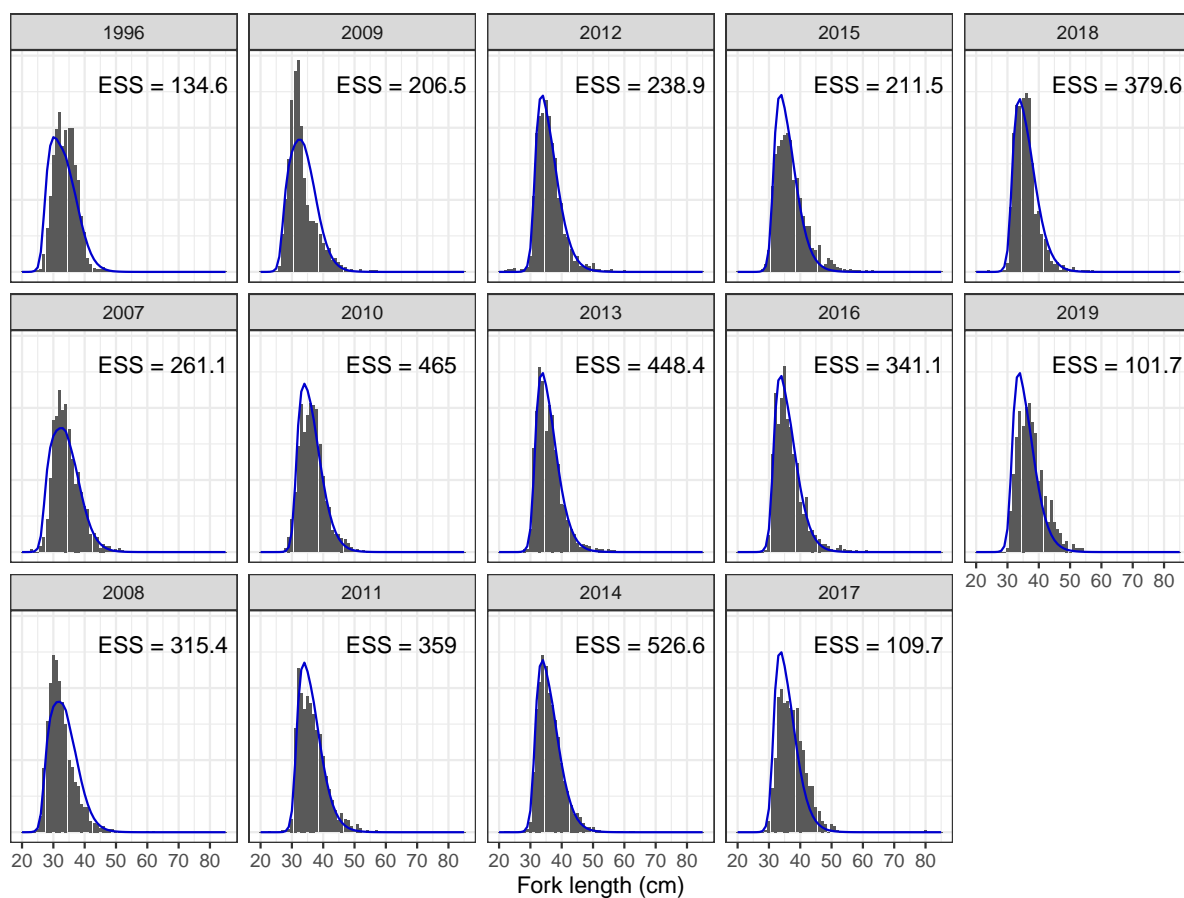 1996 2009 2012 2015 2018
ESS = 134.6 ESS = 206.5 ESS = 238.9 ESS = 211.5 ESS = 379.6
2007 2010 2013 2016 2019
ESS = 261.1 ESS = 465 ESS = 448.4 ESS = 341.1 ESS = 101.7
20 30 40 50 60 70 80
2008 2011 2014 2017
ESS = 315.4 ESS = 359 ESS = 526.6 ESS = 109.7
20 30 40 50 60 70 80 20 30 40 50 60 70 80 20 30 40 50 60 70 80 20 30 40 50 60 70 80
Fork length (cm)